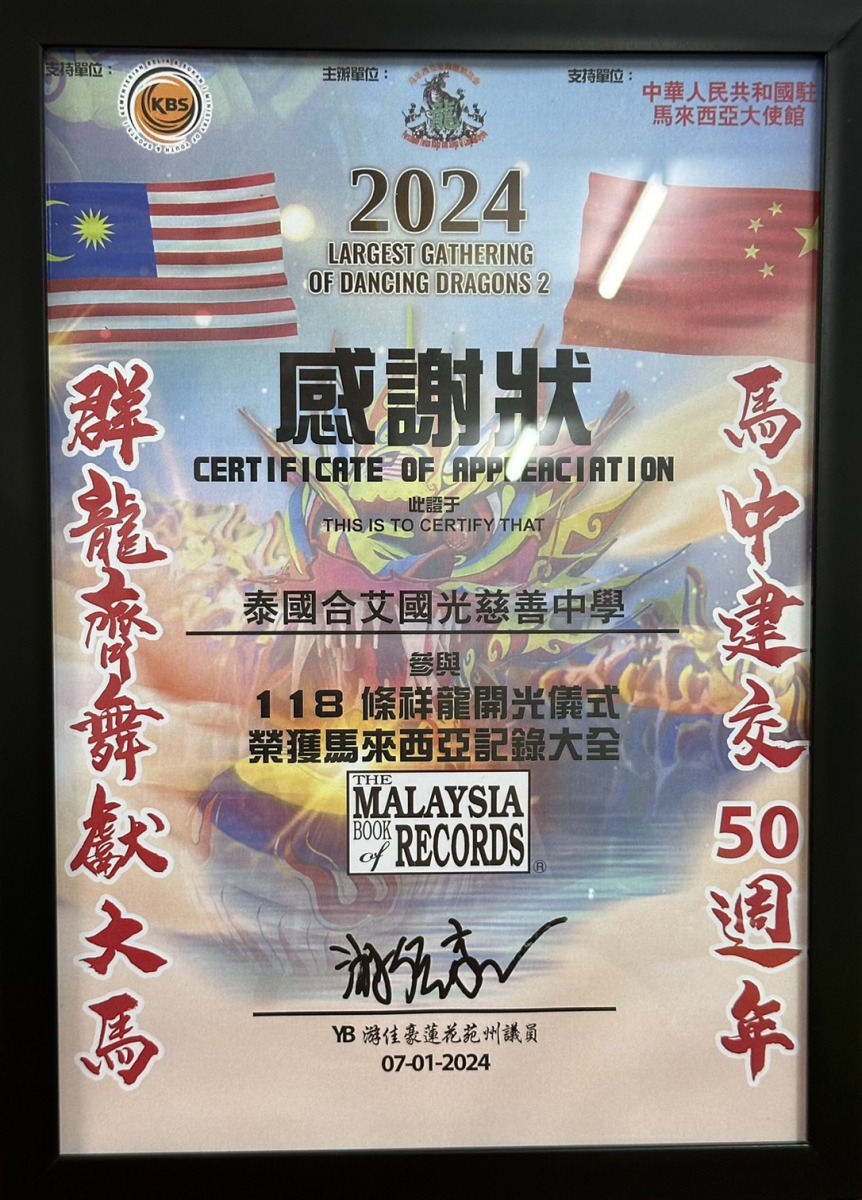 支持單位：
KBS
主辦單位：
龍
支持單位：
中華人民共和國駐
馬來西亞大使館
2024
LARGEST GATHERING
OF DANCING DRAGONS 2
感謝狀
CERTIFICATE OF APPREACIATION
此證于
THIS IS TO CERTIFY THAT
泰國合艾國光慈善中學
參與
118 條祥龍開光儀式
榮獲馬來西亞記錄大全
THE
MALAYSIA
BOOK
of RECORDS®
YB 游佳豪蓮花苑州議員
07-01-2024
馬中建交50週年
群龍齊舞獻大馬